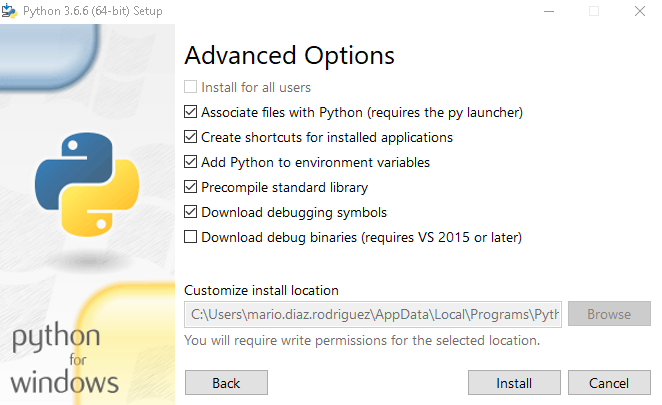 Python 3.6.6 (64-bit) Setup
Advanced Options
Install for all users
Associate files with Python (requires the py launcher)
Create shortcuts for installed applications
Add Python to environment variables
Precompile standard library
Download debugging symbols
Download debug binaries (requires VS 2015 or later)
Customize install location
C:\Users\mario.diaz.rodriguez\AppData\Local\Programs\Pyth
Browse
You will require write permissions for the selected location.
python
for
windows
Back
Install
Cancel